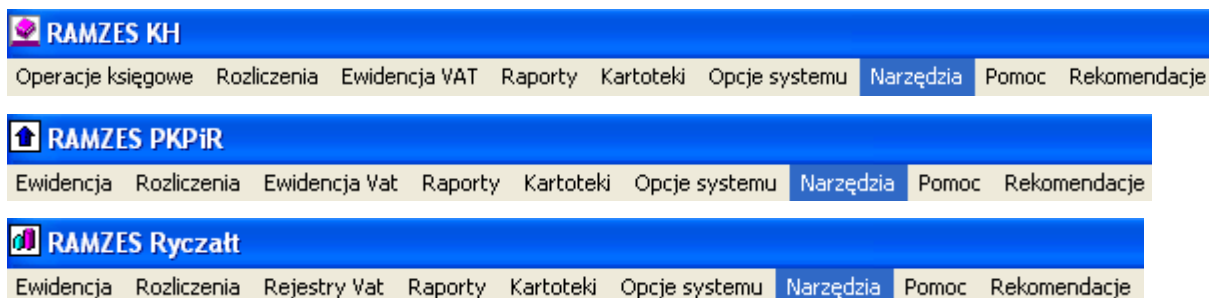 RAMZES KH
Operacje księgowe Rozliczenia Ewidencja VAT Raporty Kartoteki Opcje systemu Narzędzia Pomoc Rekomendacje
RAMZES PKPiR
Ewidencja Rozliczenia Ewidencja Vat Raporty Kartoteki Opcje systemu Narzędzia Pomoc Rekomendacje
RAMZES Ryczałt
Ewidencja Rozliczenia Rejestry Vat Raporty Kartoteki Opcje systemu Narzędzia Pomoc Rekomendacje